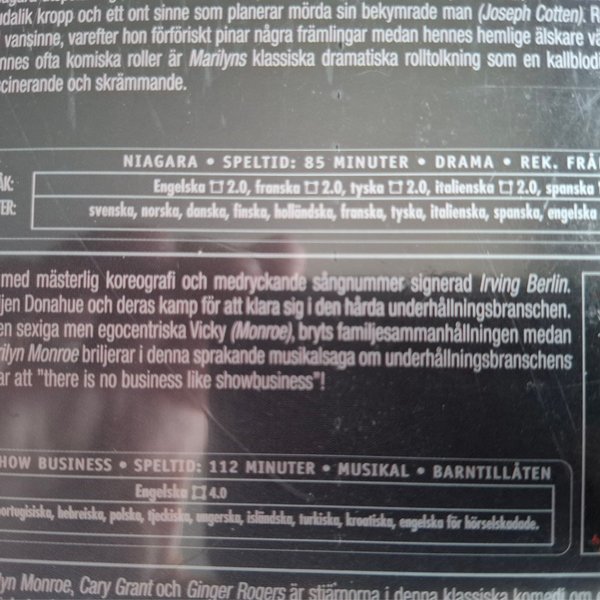 udalik kropp och ett ont sinne som planerar mörda sin bekymrade man (Joseph Cotten). R
vansinne, varefter hon förföriskt pinar några främlingar medan hennes hemlige älskare vä
nnes ofta komiska roller är Marilyns klassiska dramatiska rolltolkning som en kallblodi
cinerande och skrämmande.
NIAGARA • SPELTID: 85 MINUTER • DRAMA • REK. FRÅ
ÅK: Engelska 2.0, franska 2.0, tyska 2.0, italienska 2.0, spanska
TER: svenska, norska, danska, finska, holländska, franska, tyska, italienska, spanska, engelska
med mästerlig koreografi och medryckande sångnummer signerad Irving Berlin.
ljen Donahue och deras kamp för att klara sig i den hårda underhållningsbranschen.
en sexiga men egocentriska Vicky (Monroe), bryts familjesammanhållningen medan
rilyn Monroe briljerar i denna sprakande musikalsaga om underhållningsbranschens
ar att "there is no business like showbusiness"!
HOW BUSINESS • SPELTID: 112 MINUTER • MUSIKAL • BARNTILLÅTEN
Engelska 4.0
portugisiska, hebreiska, polska, tjeckiska, ungerska, isländska, turkiska, kroatiska, engelska för hörselskadade.
lyn Monroe, Cary Grant och Ginger Rogers är stjärnorna i denna klassiska komedi om